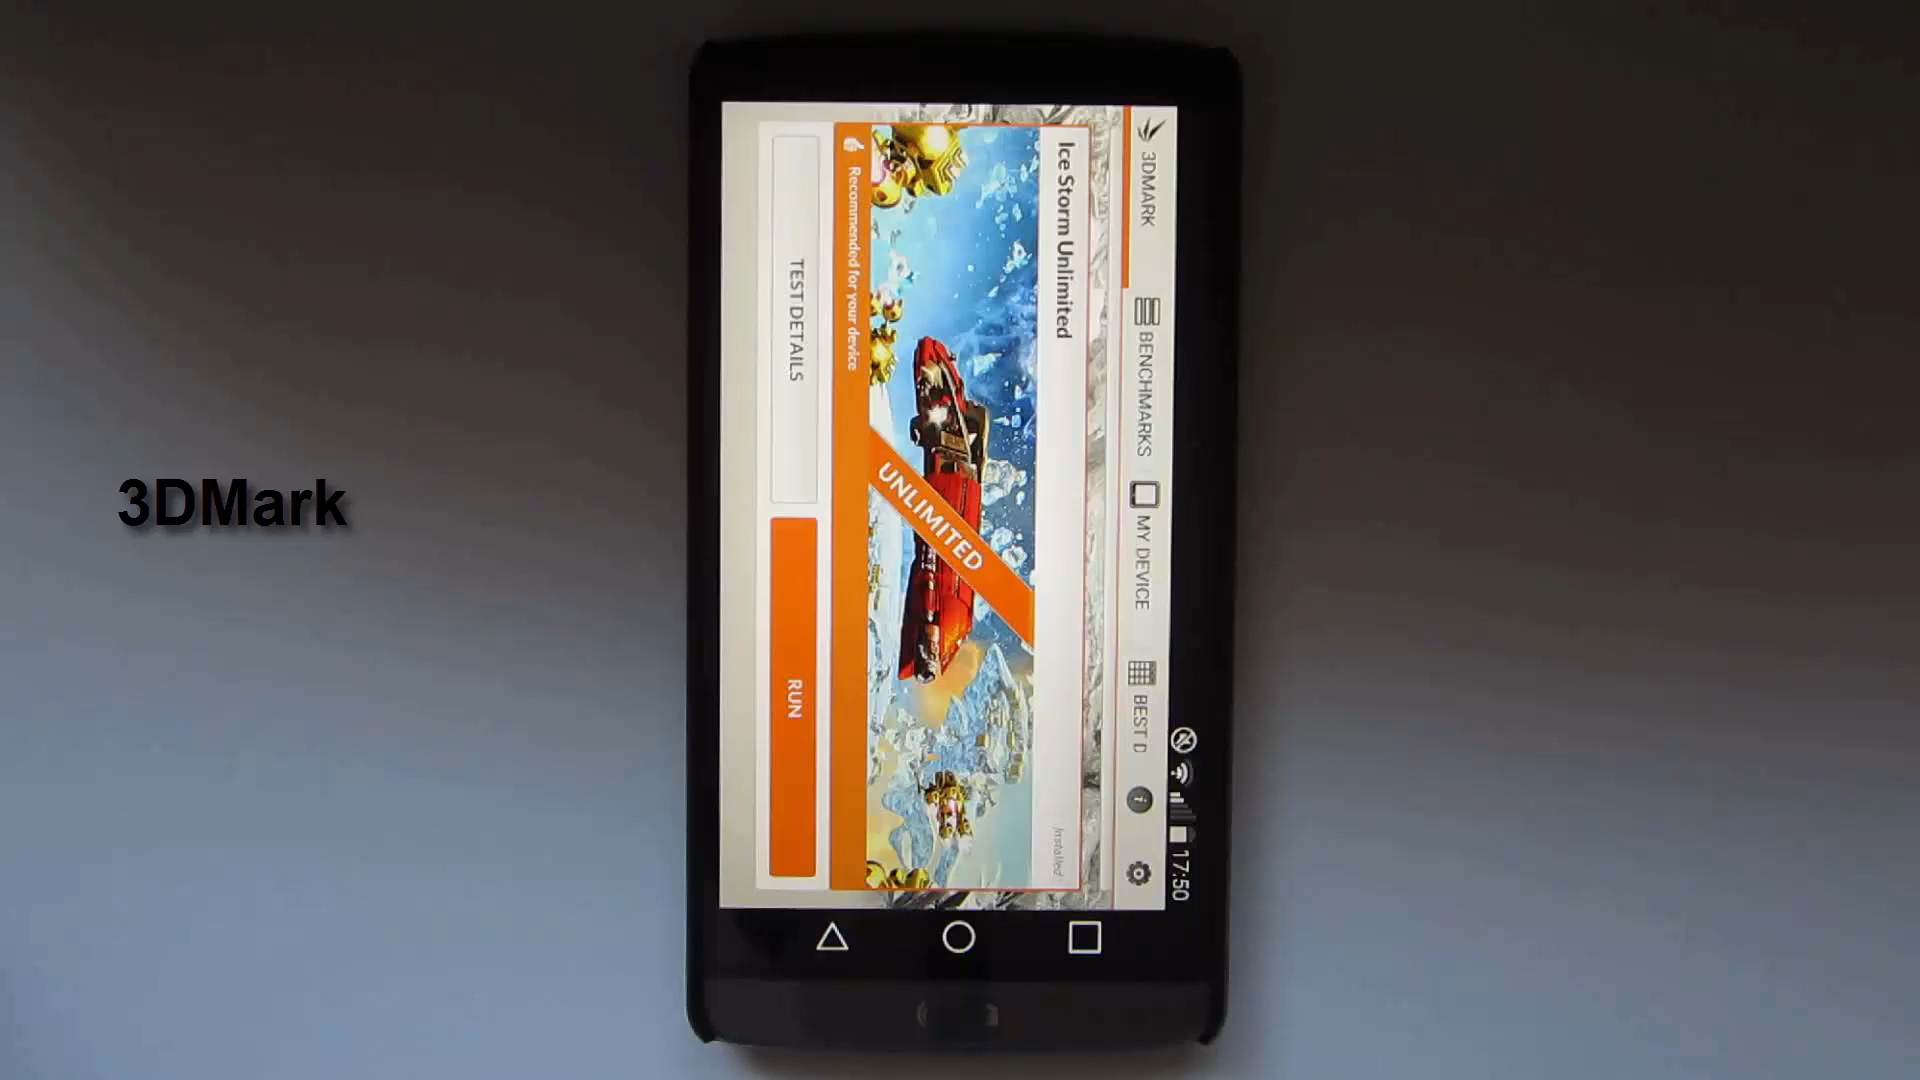 3DMark
17:50
3DMARK
BENCHMARKS
MY DEVICE
BEST D
Ice Storm Unlimited
Installed
UNLIMITED
Recommended for your device
TEST DETAILS
RUN